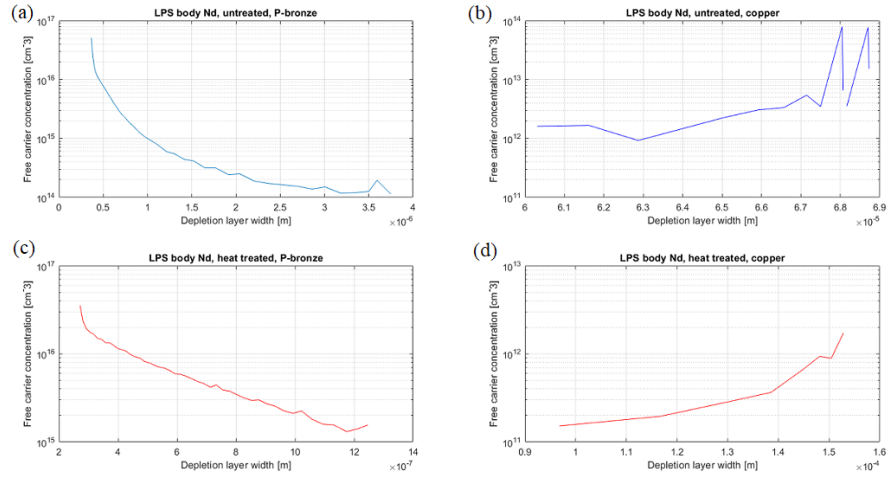 (a)
LPS body Nd, untreated, P-bronze
Free carrier concentration [cm^3]
10^17
10^16
10^15
10^14
0 0.5 1 1.5 2 2.5 3 3.5 4
Depletion layer width [m]
×10^-6
(b)
LPS body Nd, untreated, copper
Free carrier concentration [cm^3]
10^14
10^13
10^12
10^11
6 6.1 6.2 6.3 6.4 6.5 6.6 6.7 6.8 6.9
Depletion layer width [m]
×10^-5
(c)
LPS body Nd, heat treated, P-bronze
Free carrier concentration [cm^3]
10^17
10^16
10^15
2 4 6 8 10 12 14
Depletion layer width [m]
×10^-7
(d)
LPS body Nd, heat treated, copper
Free carrier concentration [cm^3]
10^13
10^12
10^11
0.9 1 1.1 1.2 1.3 1.4 1.5 1.6
Depletion layer width [m]
×10^-4